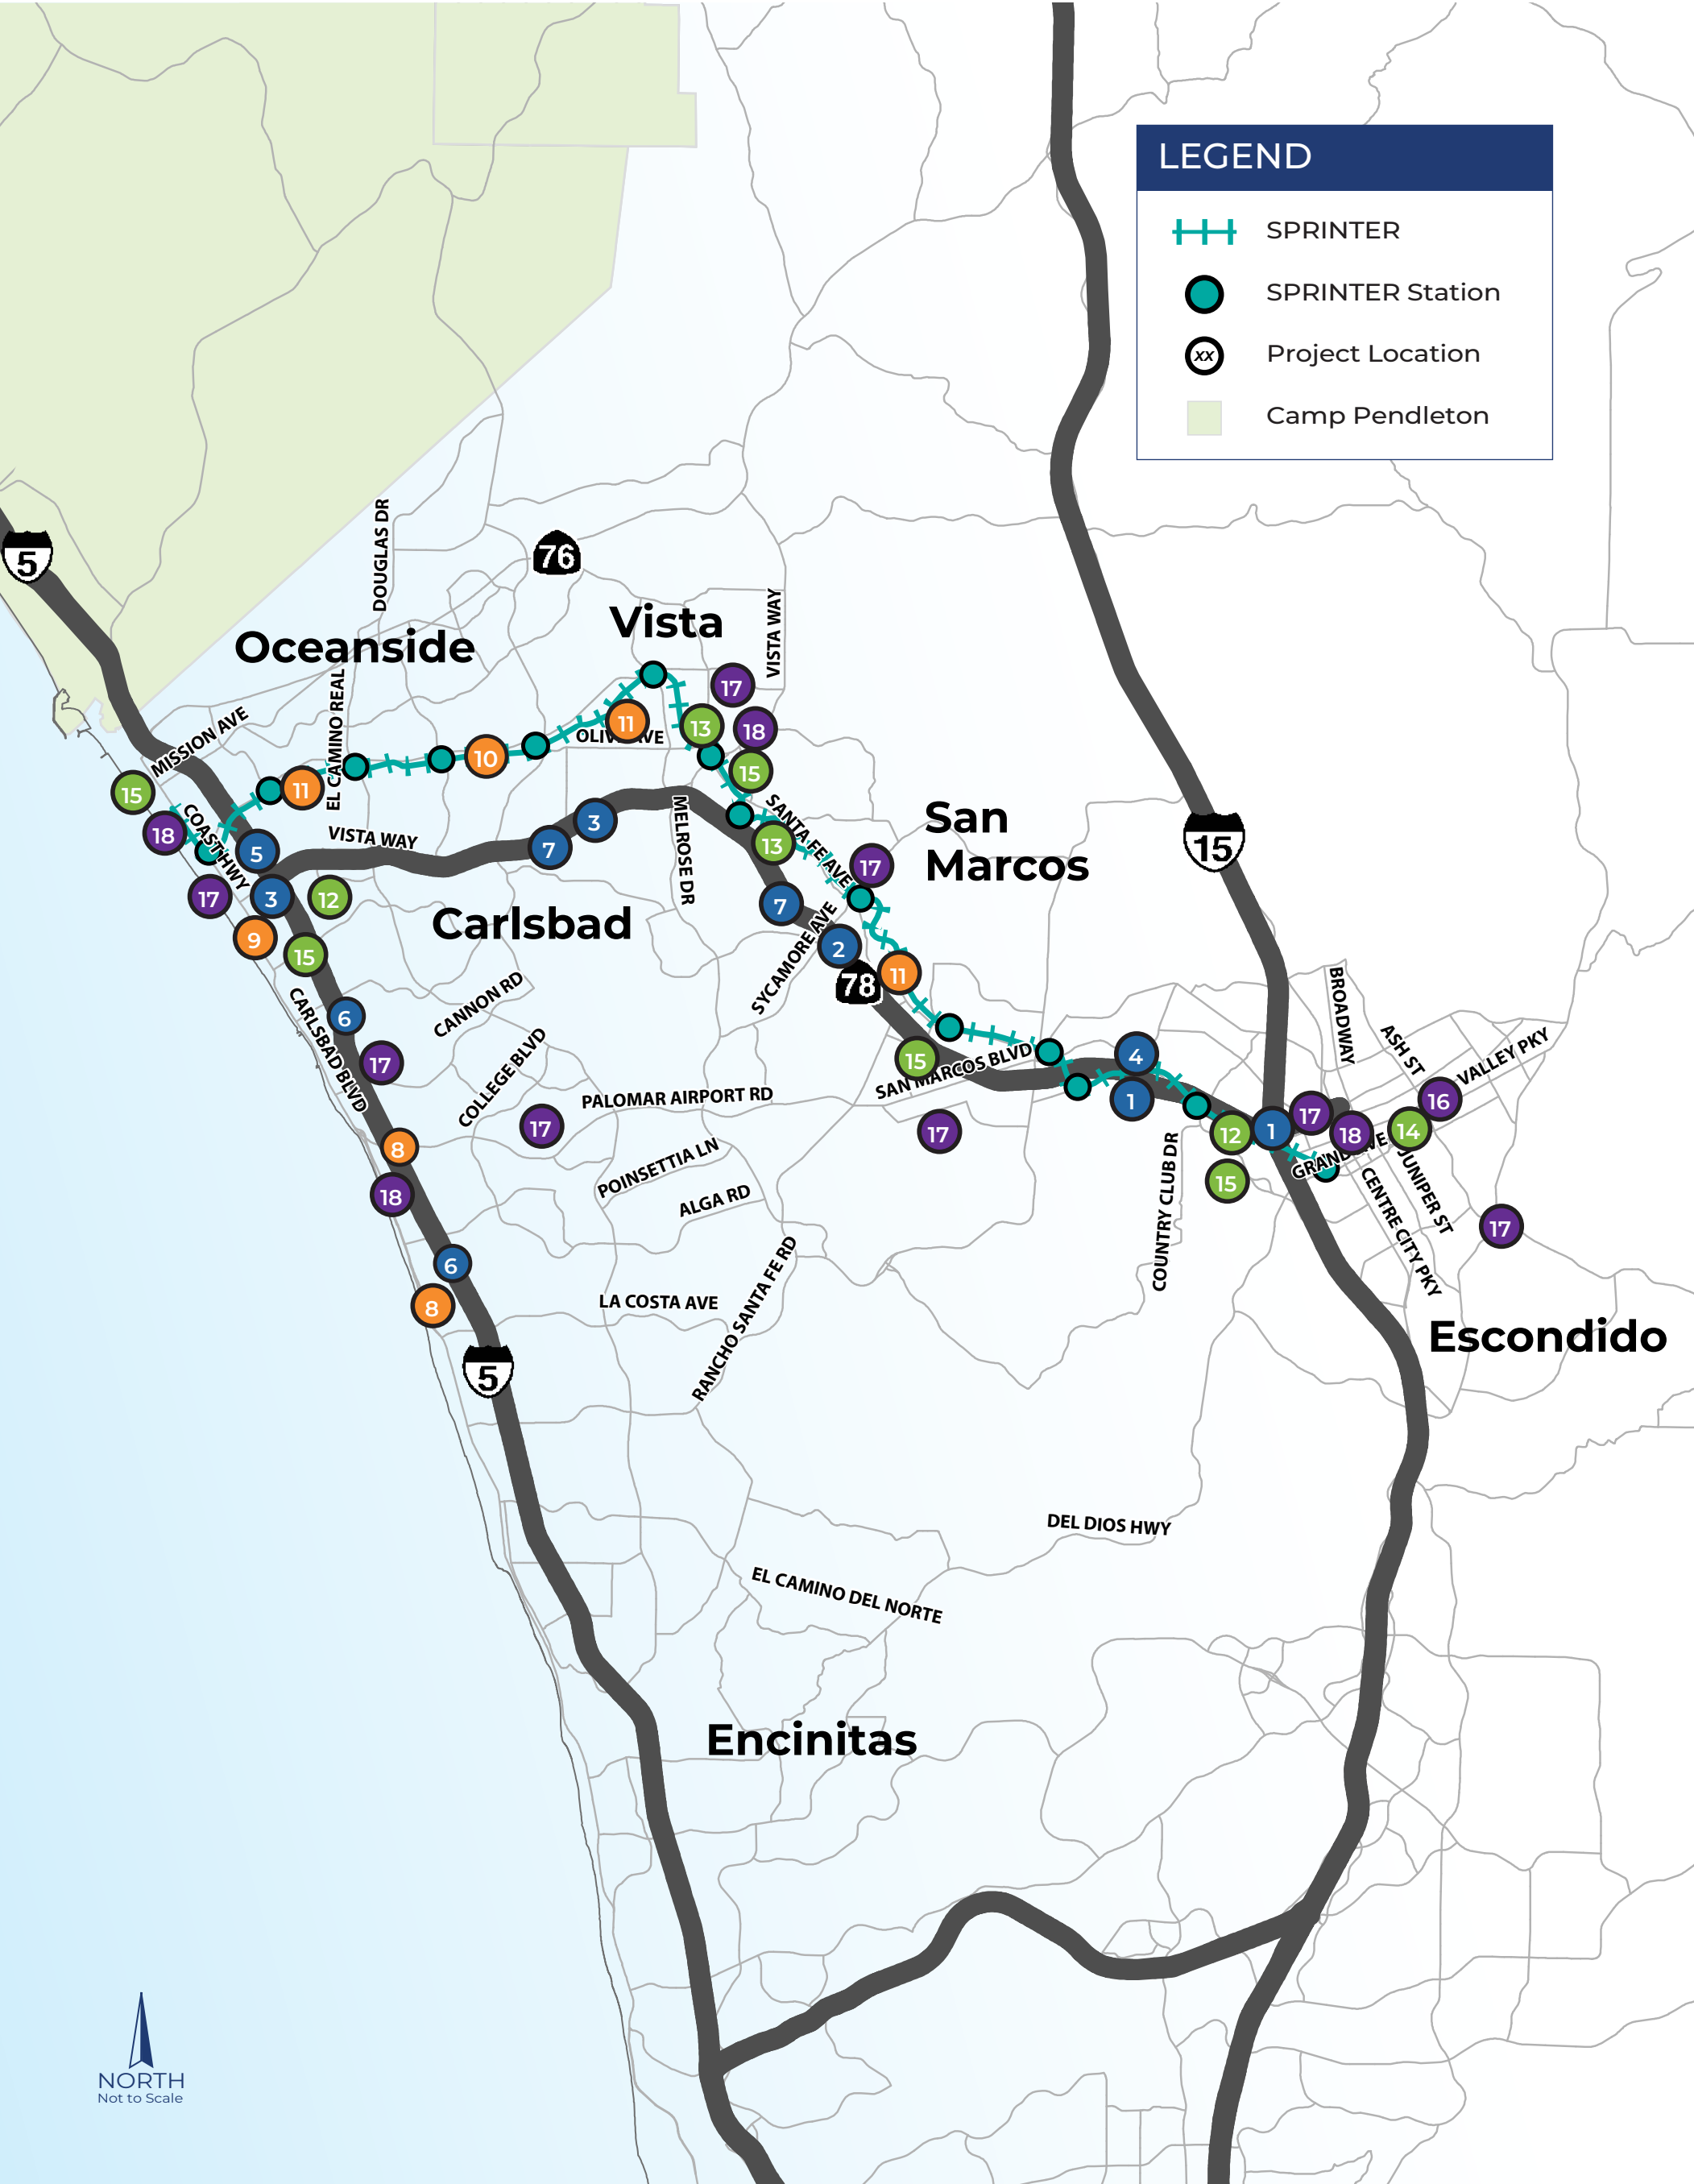 LEGEND
SPRINTER
SPRINTER Station
xx
Project Location
Camp Pendleton
5
DOUGLAS DR
76
Vista
VISTA WAY
Oceanside
EL CAMINO REAL
17
MISSION AVE
11
13
18
OLIVE AVE
10
15
11
15
SANTA FE AVE
San
Marcos
COAST HWY
18
VISTA WAY
5
7
3
MELROSE DR
13
15
17
17
3
12
Carlsbad
7
SYCAMORE AVE
9
15
2
78
11
CARLSBAD BLVD
6
CANNON RD
BROADWAY
ASH ST
VALLEY PKY
17
COLLEGE BLVD
15
SAN MARCOS BLVD
4
PALOMAR AIRPORT RD
1
17
17
12
1
17
18
14
16
GRAND AVE
8
POINSETTIA LN
COUNTRY CLUB DR
15
JUNIPER ST
CENTRE CITY PKY
17
18
ALGA RD
6
RANCHO SANTA FE RD
8
LA COSTA AVE
Escondido
5
DEL DIOS HWY
EL CAMINO DEL NORTE
Encinitas
NORTH
Not to Scale